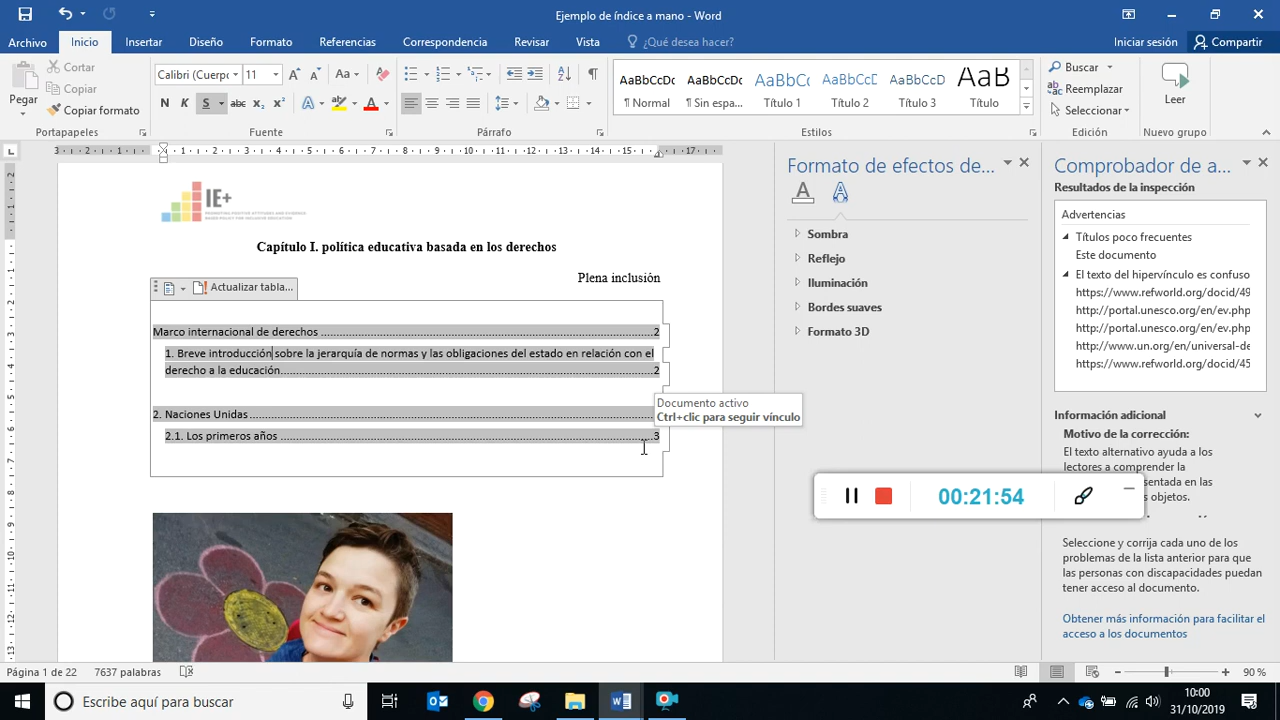 Ejemplo de índice a mano - Word
Archivo Inicio Insertar Diseño Formato Referencias Correspondencia Revisar Vista ¿Qué desea hacer? Iniciar sesión Compartir
Pegar
Cortar
Copiar
Copiar formato
Portapapeles
Calibri (Cuerpo 11
N K S abc x₂ x²
Fuente
Párrafo
AaBbCcDc AaBbCcDc AaBbCcD AaBbCcD AaBbCcD AaB
¶ Normal ¶ Sin espa... Título 1 Título 2 Título 3 Título
Estilos
Buscar
Reemplazar
Seleccionar
Edición
Leer
Nuevo grupo
IE+
Capítulo I. política educativa basada en los derechos
Plena inclusión
Actualizar tabla...
Marco internacional de derechos 2
1. Breve introducción sobre la jerarquía de normas y las obligaciones del estado en relación con el
derecho a la educación 2
2. Naciones Unidas
2.1. Los primeros años 3
Documento activo
Ctrl+clic para seguir vínculo
Formato de efectos de...
Sombra
Reflejo
Iluminación
Bordes suaves
Formato 3D
Comprobador de a...
Resultados de la inspección
Advertencias
Títulos poco frecuentes
Este documento
El texto del hipervínculo es confuso
https://www.refworld.org/docid/49
http://portal.unesco.org/en/ev.php
http://portal.unesco.org/en/ev.php
http://www.un.org/en/universal-de
https://www.refworld.org/docid/45
Información adicional
Motivo de la corrección:
El texto alternativo ayuda a los
lectores a comprender la
objetos.
00:21:54
Seleccione y corrija cada uno de los
problemas de la lista anterior para que
las personas con discapacidades puedan
tener acceso al documento.
Obtener más información para facilitar el
acceso a los documentos
Página 1 de 22 7637 palabras 90 %
Escribe aquí para buscar
10:00
31/10/2019